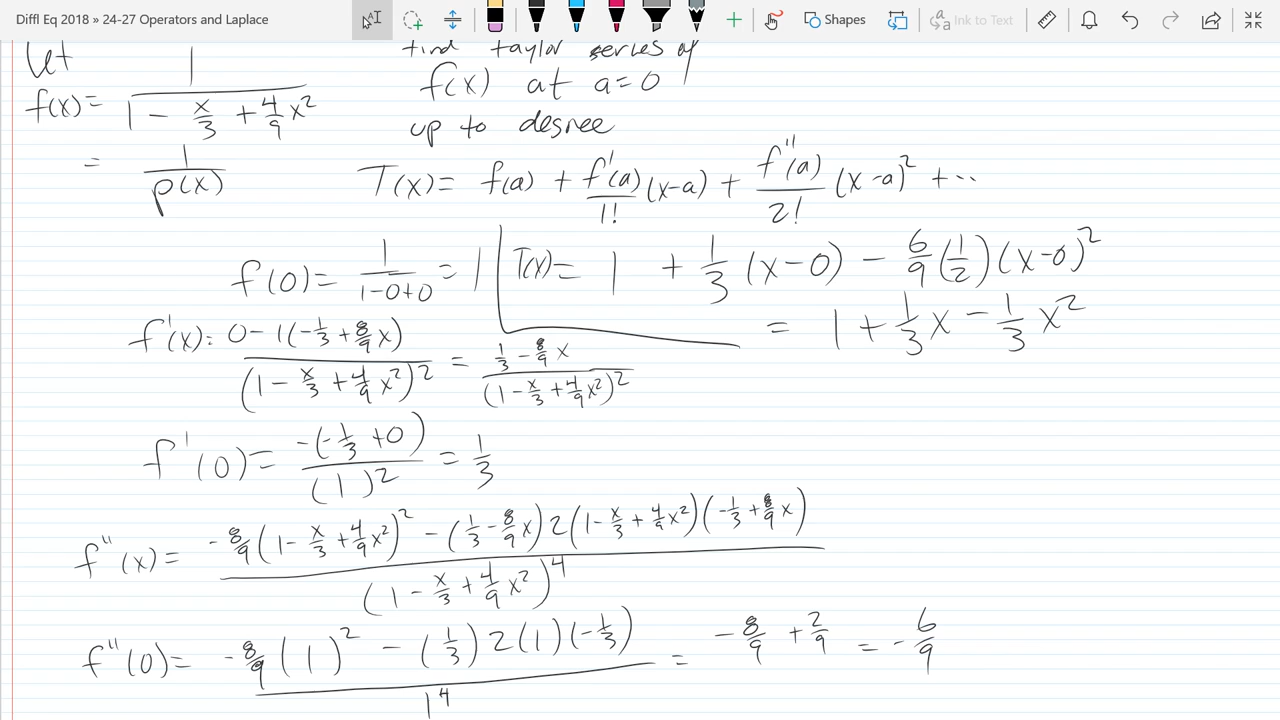 Diffl Eq 2018 » 24-27 Operators and Laplace
Shapes
Ink to Text
Let
f(x) = 1 / (1 - x/3 + 4/9 x²)
= 1 / p(x)
find taylor series of
f(x) at a=0
up to degree
T(x) = f(a) + f'(a)/1! (x-a) + f''(a)/2! (x-a)² + ...
f(0) = 1/(1-0+0) = 1
T(x) = 1 + 1/3 (x-0) - 6/9 (1/2) (x-0)²
= 1 + 1/3 x - 1/3 x²
f'(x) = (0 - 1(-1/3 + 8/9 x)) / (1 - x/3 + 4/9 x²)² = (1/3 - 8/9 x) / (1 - x/3 + 4/9 x²)²
f'(0) = -(-1/3 + 0) / (1)² = 1/3
f''(x) = (-8/9 (1 - x/3 + 4/9 x²)² - (1/3 - 8/9 x) 2 (1 - x/3 + 4/9 x²) (-1/3 + 8/9 x)) / (1 - x/3 + 4/9 x²)⁴
f''(0) = (-8/9 (1)² - (1/3) 2 (1) (-1/3)) / 1⁴ = -8/9 + 2/9 = -6/9